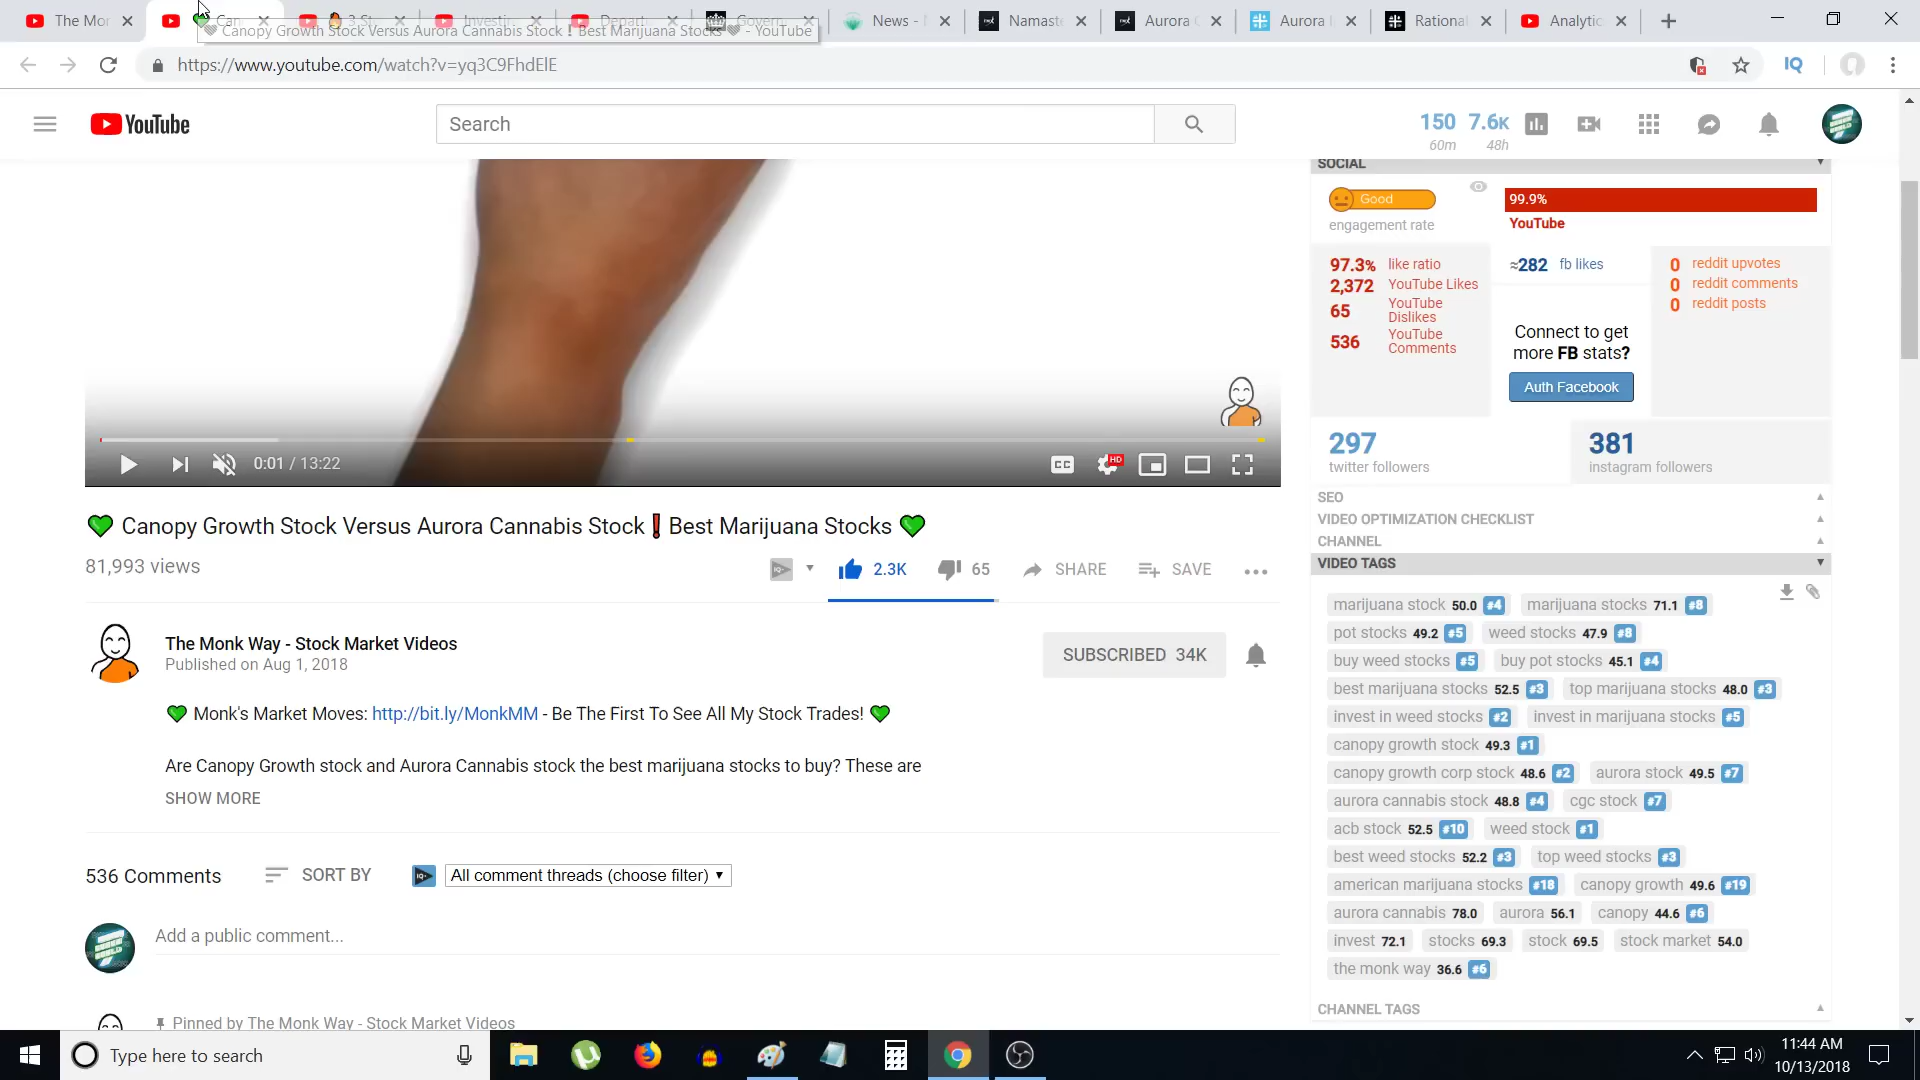 The Mon
Can
3 St
Investin
Departm
Govern
News -
Namaste
Aurora
Aurora
Rational
Analytic
Canopy Growth Stock Versus Aurora Cannabis Stock❗Best Marijuana Stocks 💚 - YouTube
https://www.youtube.com/watch?v=yq3C9FhdElE
IQ
YouTube
Search
150 7.6K
60m 48h
SOCIAL
Good
engagement rate
99.9%
YouTube
97.3% like ratio
2,372 YouTube Likes
65 YouTube Dislikes
536 YouTube Comments
≈282 fb likes
Connect to get
more FB stats?
Auth Facebook
0 reddit upvotes
0 reddit comments
0 reddit posts
297
twitter followers
381
instagram followers
0:01 / 13:22
CC
HD
💚 Canopy Growth Stock Versus Aurora Cannabis Stock❗Best Marijuana Stocks 💚
81,993 views
2.3K 65 SHARE SAVE
The Monk Way - Stock Market Videos
Published on Aug 1, 2018
SUBSCRIBED 34K
💚 Monk's Market Moves: http://bit.ly/MonkMM - Be The First To See All My Stock Trades! 💚
Are Canopy Growth stock and Aurora Cannabis stock the best marijuana stocks to buy? These are
SHOW MORE
536 Comments SORT BY All comment threads (choose filter)
Add a public comment...
Pinned by The Monk Way - Stock Market Videos
SEO
VIDEO OPTIMIZATION CHECKLIST
CHANNEL
VIDEO TAGS
marijuana stock 50.0 #4 marijuana stocks 71.1 #8
pot stocks 49.2 #5 weed stocks 47.9 #8
buy weed stocks #5 buy pot stocks 45.1 #4
best marijuana stocks 52.5 #3 top marijuana stocks 48.0 #3
invest in weed stocks #2 invest in marijuana stocks #5
canopy growth stock 49.3 #1
canopy growth corp stock 48.6 #2 aurora stock 49.5 #7
aurora cannabis stock 48.8 #4 cgc stock #7
acb stock 52.5 #10 weed stock #1
best weed stocks 52.2 #3 top weed stocks #3
american marijuana stocks #18 canopy growth 49.6 #19
aurora cannabis 78.0 aurora 56.1 canopy 44.6 #6
invest 72.1 stocks 69.3 stock 69.5 stock market 54.0
the monk way 36.6 #6
CHANNEL TAGS
Type here to search
11:44 AM
10/13/2018